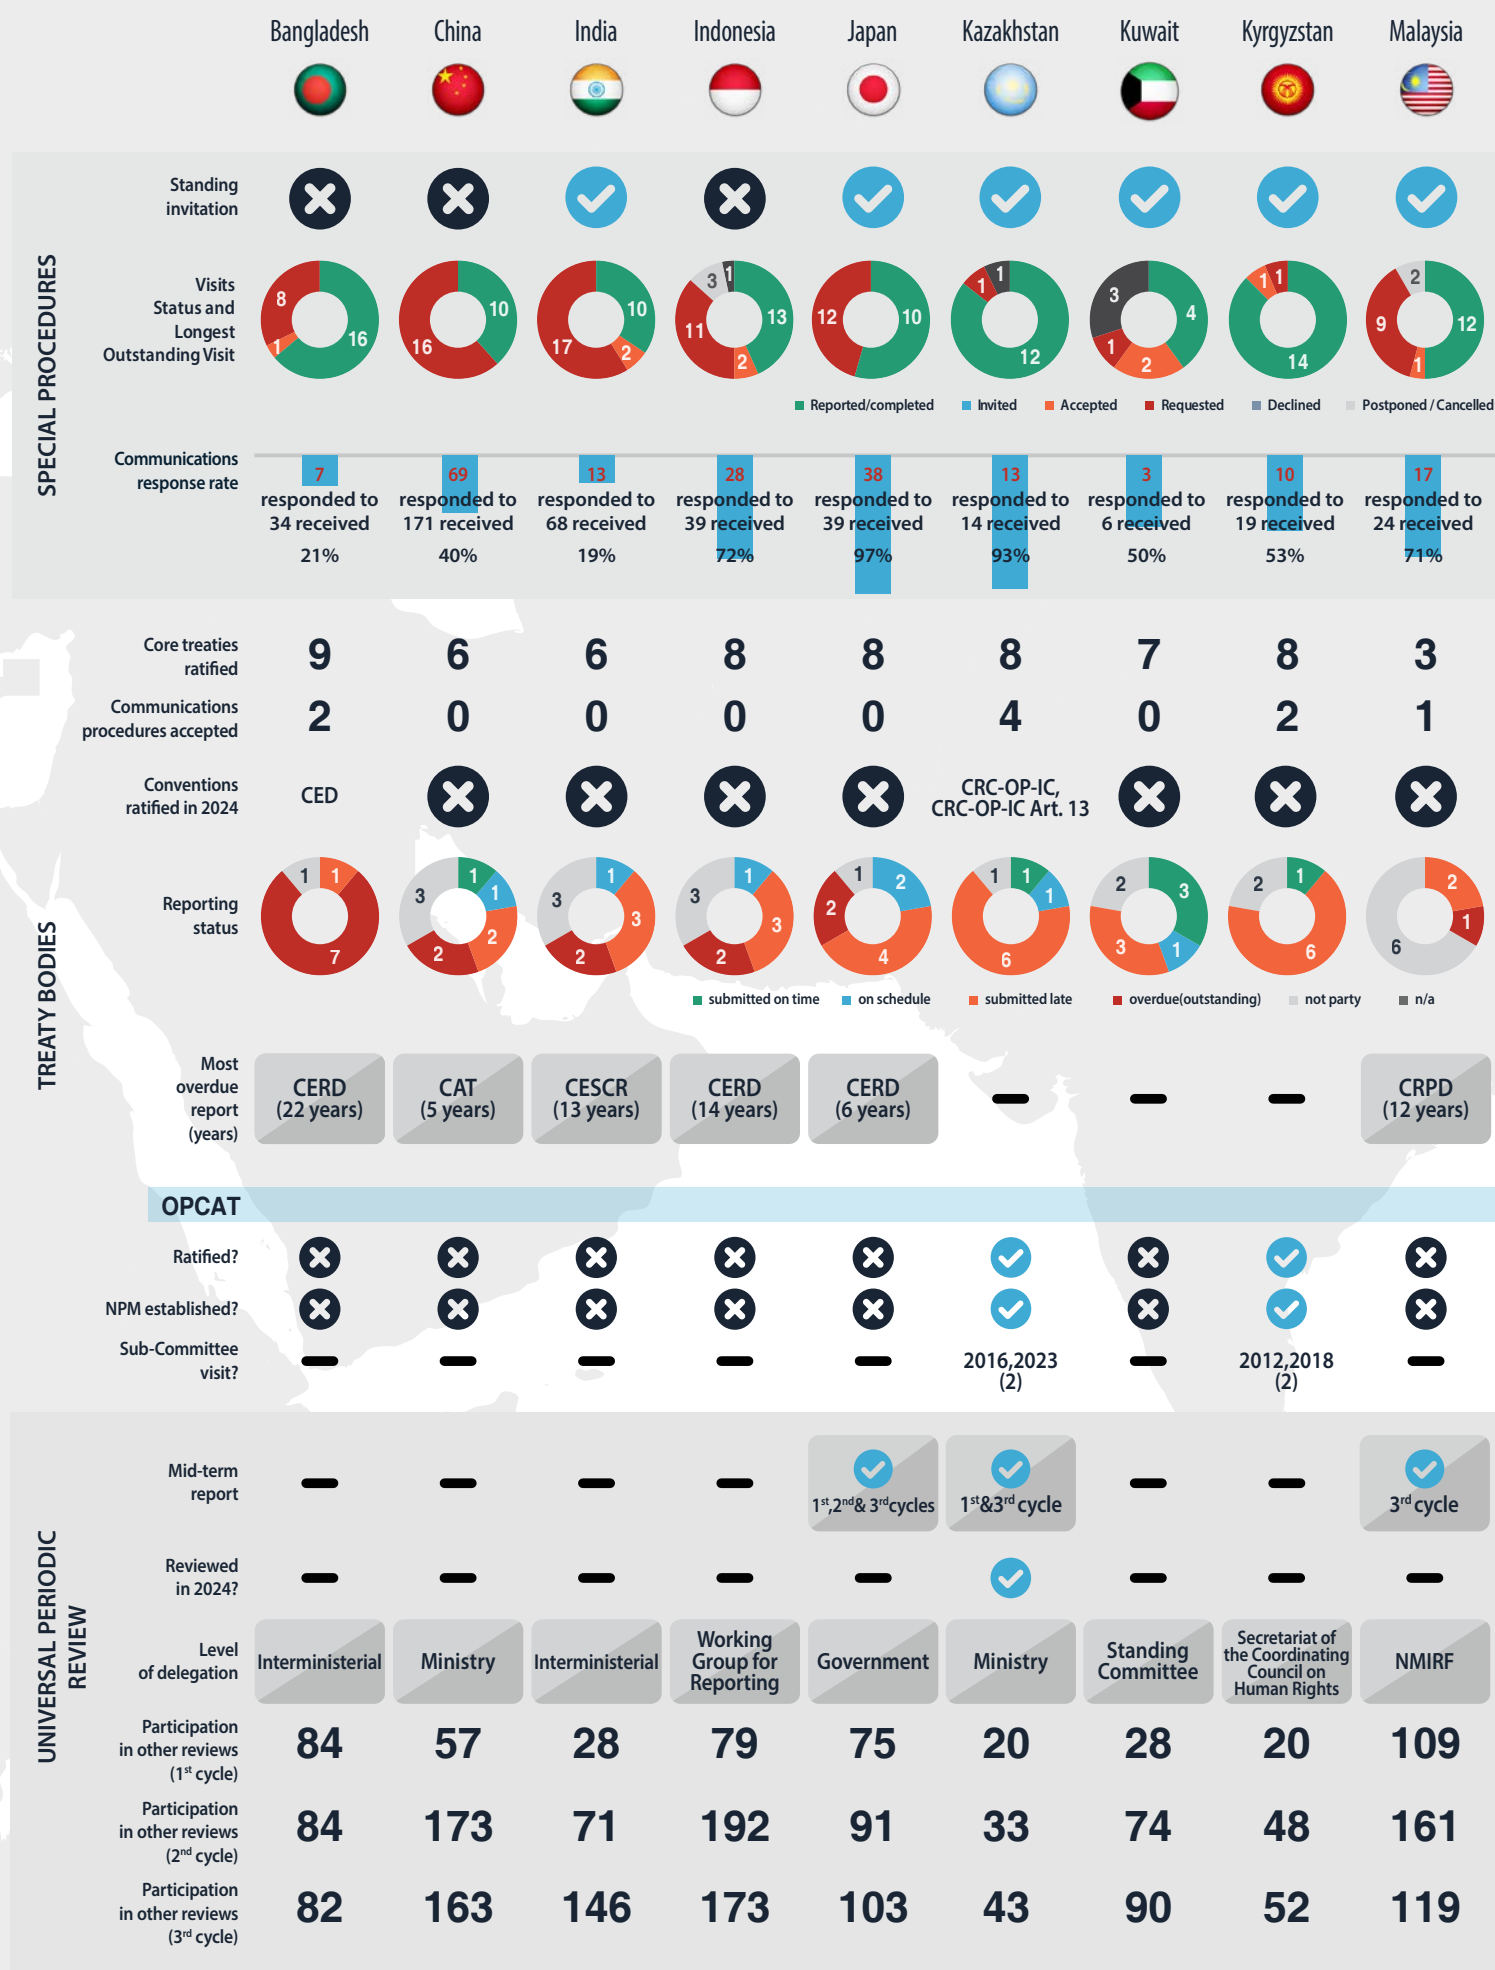 Bangladesh China India Indonesia Japan Kazakhstan Kuwait Kyrgyzstan Malaysia
SPECIAL PROCEDURES
Standing
invitation
Visits
Status and
Longest
Outstanding Visit
8 16 1
10 16
10 17 2
3 1 13 11 2
12 10
1 1 12
3 4 1 2
1 1 14
2 9 12 1
Reported/completed Invited Accepted Requested Declined Postponed / Cancelled
Communications
response rate
7 69 13 28 38 13 3 10 17
responded to responded to responded to responded to responded to responded to responded to responded to responded to
34 received 171 received 68 received 39 received 39 received 14 received 6 received 19 received 24 received
21% 40% 19% 72% 97% 93% 50% 53% 71%
TREATY BODIES
Core treaties
ratified
9 6 6 8 8 8 7 8 3
Communications
procedures accepted
2 0 0 0 0 4 0 2 1
Conventions
ratified in 2024
CED
CRC-OP-IC,
CRC-OP-IC Art. 13
Reporting
status
1 1 7
3 1 1 2 2
3 1 3 2
3 1 3 2
1 2 2 4
1 1 1 6
2 3 3 1
2 1 6
2 1 6
submitted on time on schedule submitted late overdue(outstanding) not party n/a
Most
overdue
report
(years)
CERD CAT CESCR CERD CERD CRPD
(22 years) (5 years) (13 years) (14 years) (6 years) (12 years)
OPCAT
Ratified?
NPM established?
Sub-Committee
visit?
2016,2023 2012,2018
(2) (2)
UNIVERSAL PERIODIC
REVIEW
Mid-term
report
1st,2nd& 3rdcycles 1st&3rd cycle 3rd cycle
Reviewed
in 2024?
Level
of delegation
Interministerial
Ministry
Interministerial
Working
Group for
Reporting
Government
Ministry
Standing
Committee
Secretariat of
the Coordinating
Council on
Human Rights
NMIRF
Participation
in other reviews
(1st cycle)
84 57 28 79 75 20 28 20 109
Participation
in other reviews
(2nd cycle)
84 173 71 192 91 33 74 48 161
Participation
in other reviews
(3rd cycle)
82 163 146 173 103 43 90 52 119